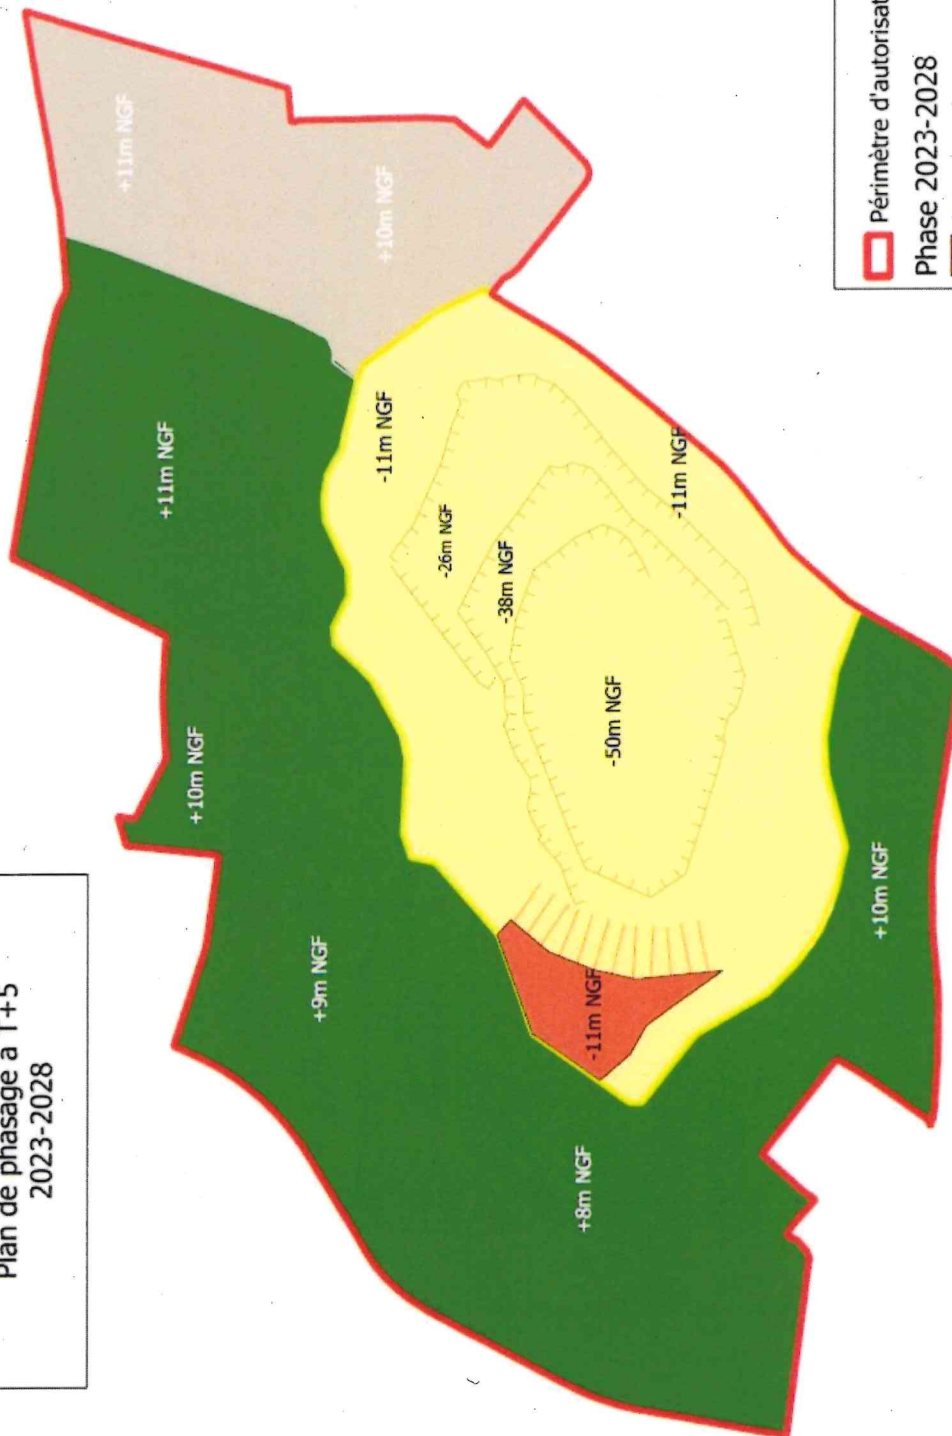 Plan de phasage à T+5
2023-2028
+11m NGF
+10m NGF
+11m NGF
-11m NGF
-26m NGF
-38m NGF
-11m NGF
+10m NGF
-50m NGF
+9m NGF
+10m NGF
-11m NGF
+8m NGF
Périmètre
Phase 2023-2028